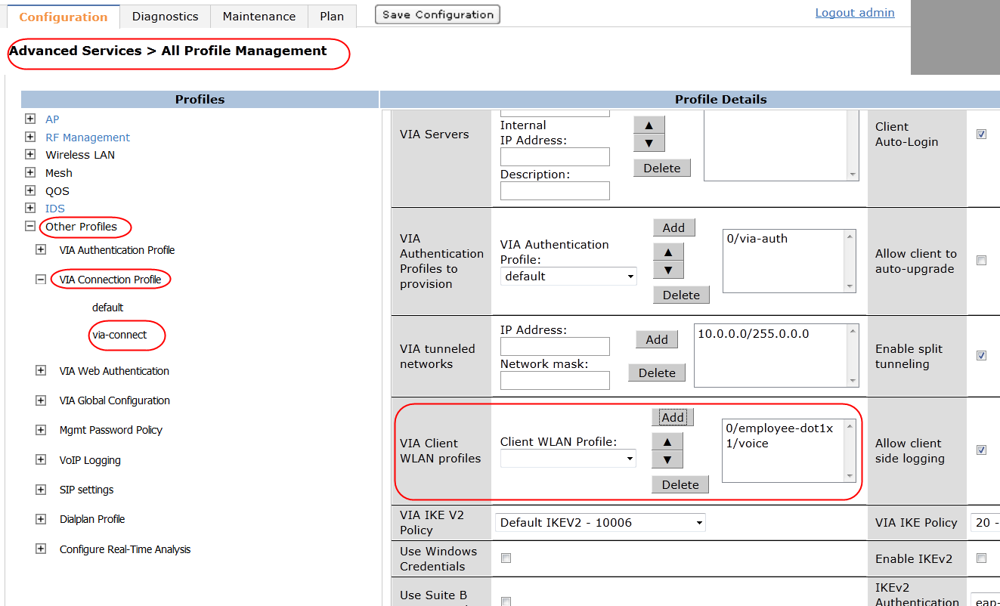 Configuration Diagnostics Maintenance Plan Save Configuration Logout admin
Advanced Services > All Profile Management
Profiles
AP
RF Management
Wireless LAN
Mesh
QOS
IDS
Other Profiles
VIA Authentication Profile
VIA Connection Profile
default
via-connect
VIA Web Authentication
VIA Global Configuration
Mgmt Password Policy
VoIP Logging
SIP settings
Dialplan Profile
Configure Real-Time Analysis
Profile Details
VIA Servers
Internal
IP Address:
Description:
Delete
Client
Auto-Login
VIA
Authentication
Profiles to
provision
VIA Authentication
Profile:
default
Add
Delete
0/via-auth
Allow client to
auto-upgrade
VIA tunneled
networks
IP Address:
Network mask:
Add
Delete
10.0.0.0/255.0.0.0
Enable split
tunneling
VIA Client
WLAN profiles
Client WLAN Profile:
Add
Delete
0/employee-dot1x
1/voice
Allow client
side logging
VIA IKE V2
Policy
Default IKEV2 - 10006
VIA IKE Policy
20 -
Use Windows
Credentials
Enable IKEv2
Use Suite B
IKEv2
Authentication
eap-